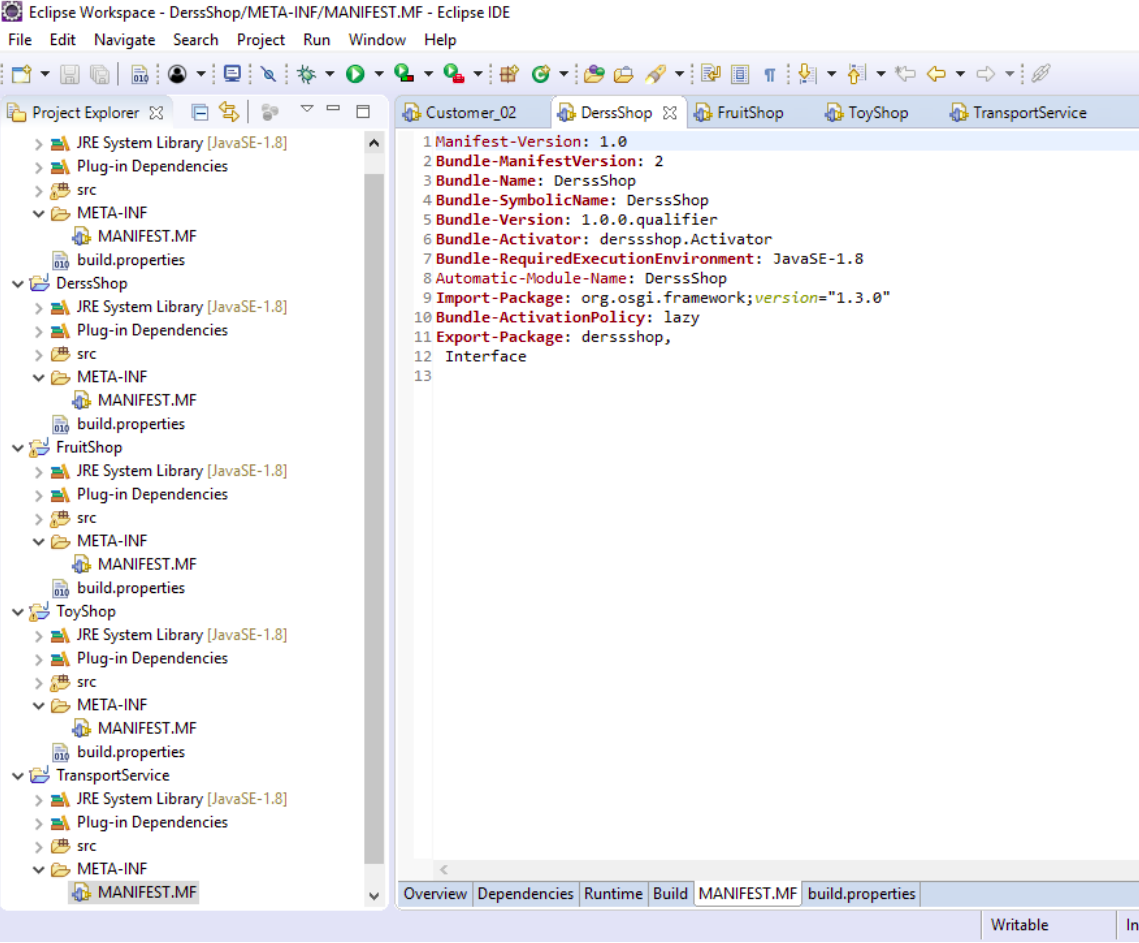 Eclipse Workspace - DerssShop/META-INF/MANIFEST.MF - Eclipse IDE
File Edit Navigate Search Project Run Window Help
Project Explorer
JRE System Library [JavaSE-1.8]
Plug-in Dependencies
src
META-INF
MANIFEST.MF
build.properties
DerssShop
JRE System Library [JavaSE-1.8]
Plug-in Dependencies
src
META-INF
MANIFEST.MF
build.properties
FruitShop
JRE System Library [JavaSE-1.8]
Plug-in Dependencies
src
META-INF
MANIFEST.MF
build.properties
ToyShop
JRE System Library [JavaSE-1.8]
Plug-in Dependencies
src
META-INF
MANIFEST.MF
build.properties
TransportService
JRE System Library [JavaSE-1.8]
Plug-in Dependencies
src
META-INF
MANIFEST.MF
Customer_02 DerssShop FruitShop ToyShop TransportService
1 Manifest-Version: 1.0
2 Bundle-ManifestVersion: 2
3 Bundle-Name: DerssShop
4 Bundle-SymbolicName: DerssShop
5 Bundle-Version: 1.0.0.qualifier
6 Bundle-Activator: derssshop.Activator
7 Bundle-RequiredExecutionEnvironment: JavaSE-1.8
8 Automatic-Module-Name: DerssShop
9 Import-Package: org.osgi.framework;version="1.3.0"
10 Bundle-ActivationPolicy: lazy
11 Export-Package: derssshop,
12 Interface
13
Overview Dependencies Runtime Build MANIFEST.MF build.properties
Writable In